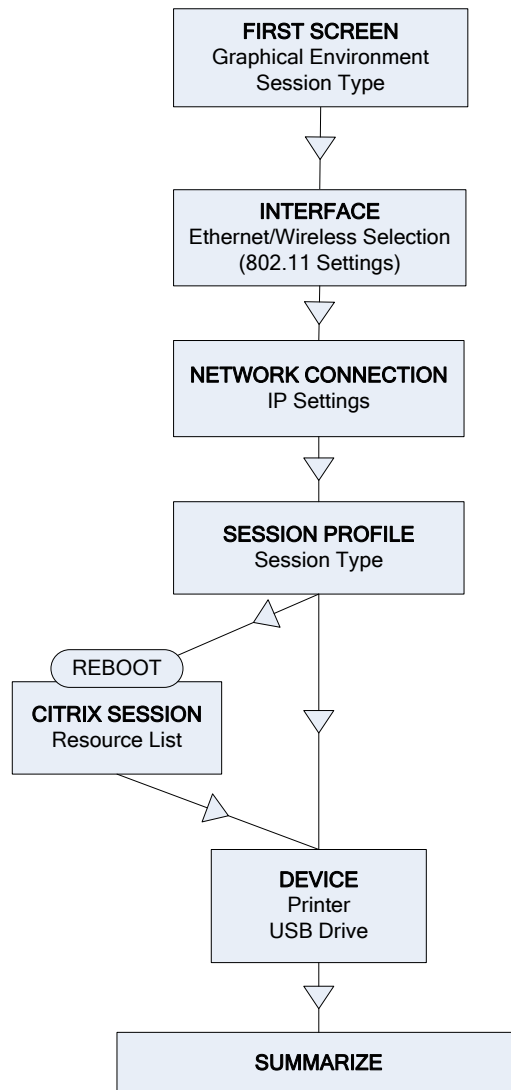 FIRST SCREEN
Graphical Environment
Session Type
INTERFACE
Ethernet/Wireless Selection
(802.11 Settings)
NETWORK CONNECTION
IP Settings
SESSION PROFILE
Session Type
REBOOT
CITRIX SESSION
Resource List
DEVICE
Printer
USB Drive
SUMMARIZE